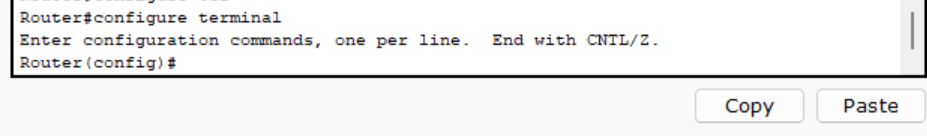 Router#configure terminal
Enter configuration commands, one per line.  End with CNTL/Z.
Router(config)#
Copy
Paste